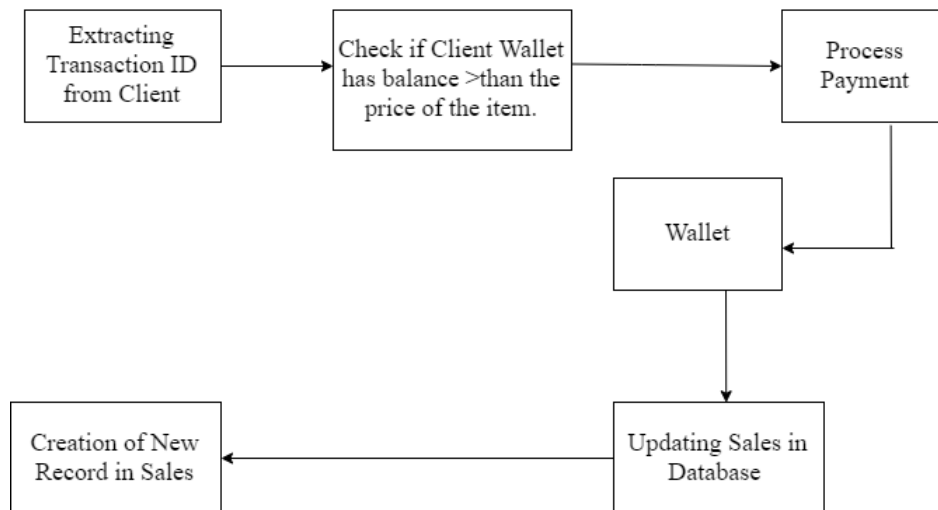 Extracting
Transaction ID
from Client
Check if Client Wallet
has balance >than the
price of the item.
Process
Payment
Wallet
Updating Sales in
Database
Creation of New
Record in Sales